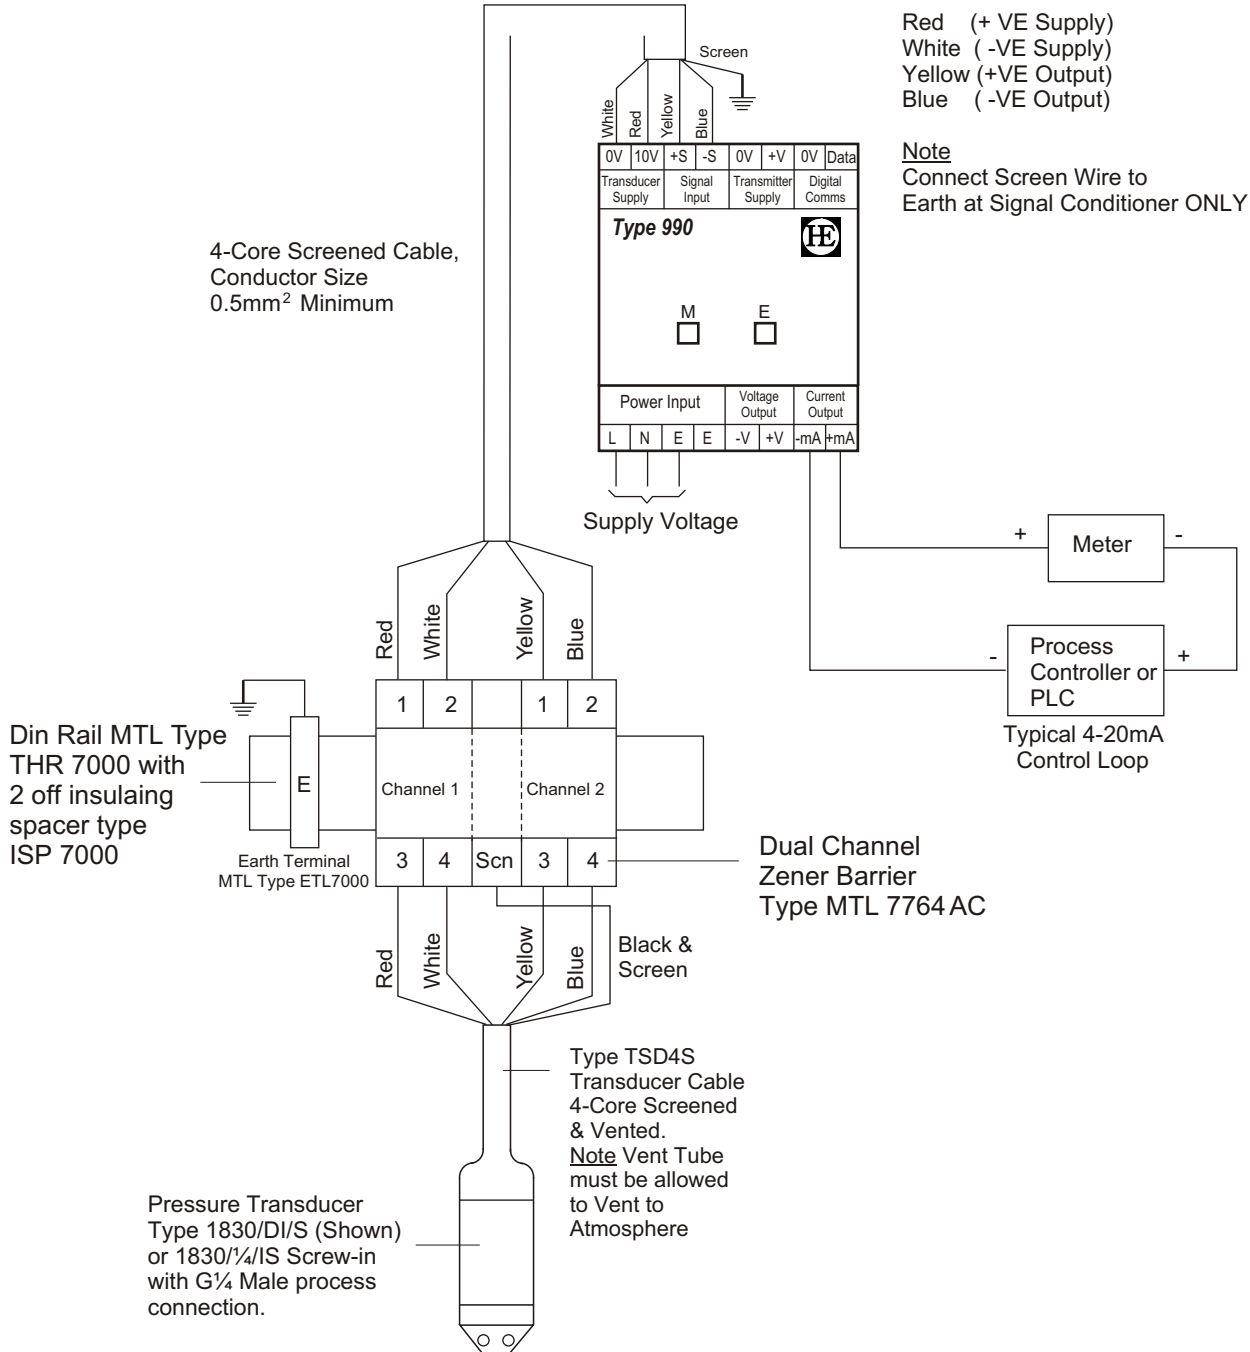 Red (+ VE Supply)
White ( -VE Supply)
Yellow (+VE Output)
Blue ( -VE Output)
Note
Connect Screen Wire to
Earth at Signal Conditioner ONLY
Screen
White
Red
Yellow
Blue
0V 10V +S -S 0V +V 0V Data
Transducer Supply
Signal Input
Transmitter Supply
Digital Comms
Type 990
HE
M E
Power Input
Voltage Output
Current Output
L N E E -V +V -mA +mA
Supply Voltage
4-Core Screened Cable,
Conductor Size
0.5mm² Minimum
+ Meter -
- Process
Controller or
PLC +
Typical 4-20mA
Control Loop
Red
White
Yellow
Blue
1 2 1 2
Din Rail MTL Type
THR 7000 with
2 off insulaing
spacer type
ISP 7000
E
Channel 1
Channel 2
Earth Terminal
MTL Type ETL7000
3 4 Scn 3 4
Dual Channel
Zener Barrier
Type MTL 7764 AC
Red
White
Yellow
Blue
Black &
Screen
Type TSD4S
Transducer Cable
4-Core Screened
& Vented.
Note Vent Tube
must be allowed
to Vent to
Atmosphere
Pressure Transducer
Type 1830/DI/S (Shown)
or 1830/¼/IS Screw-in
with G¼ Male process
connection.